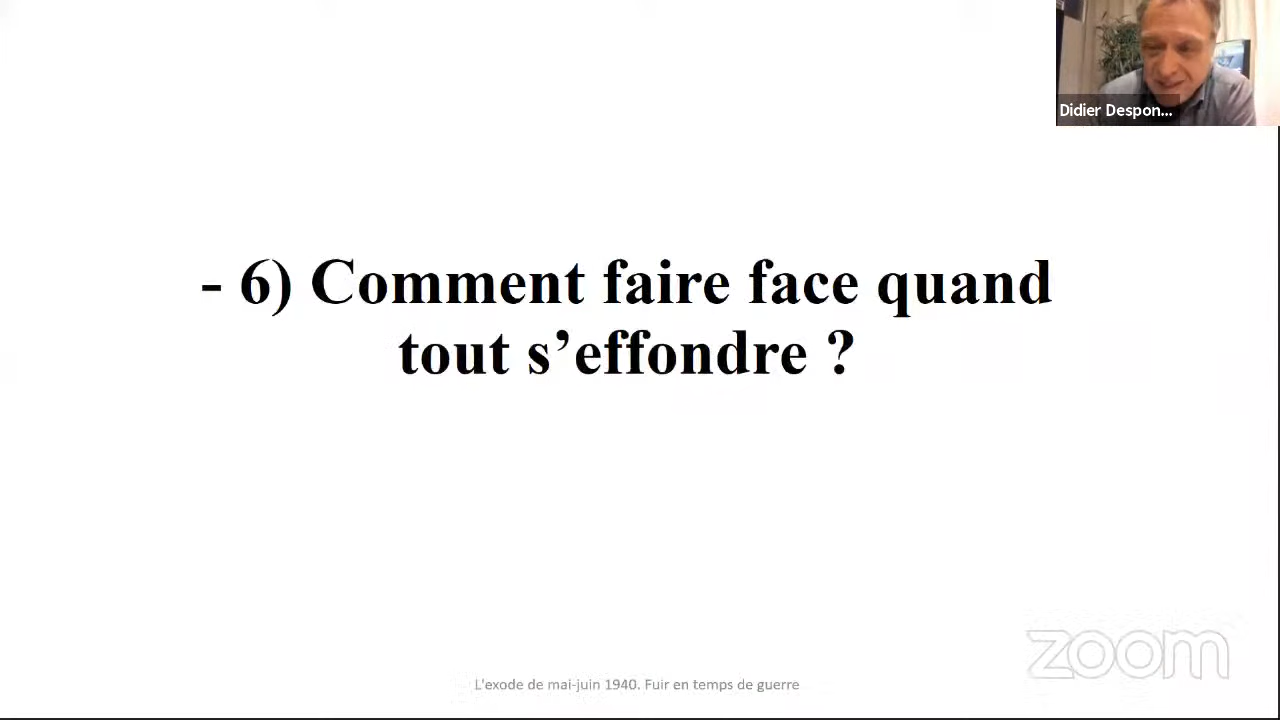 Didier Despon...
- 6) Comment faire face quand
tout s’effondre ?
zoom
L'exode de mai-juin 1940. Fuir en temps de guerre